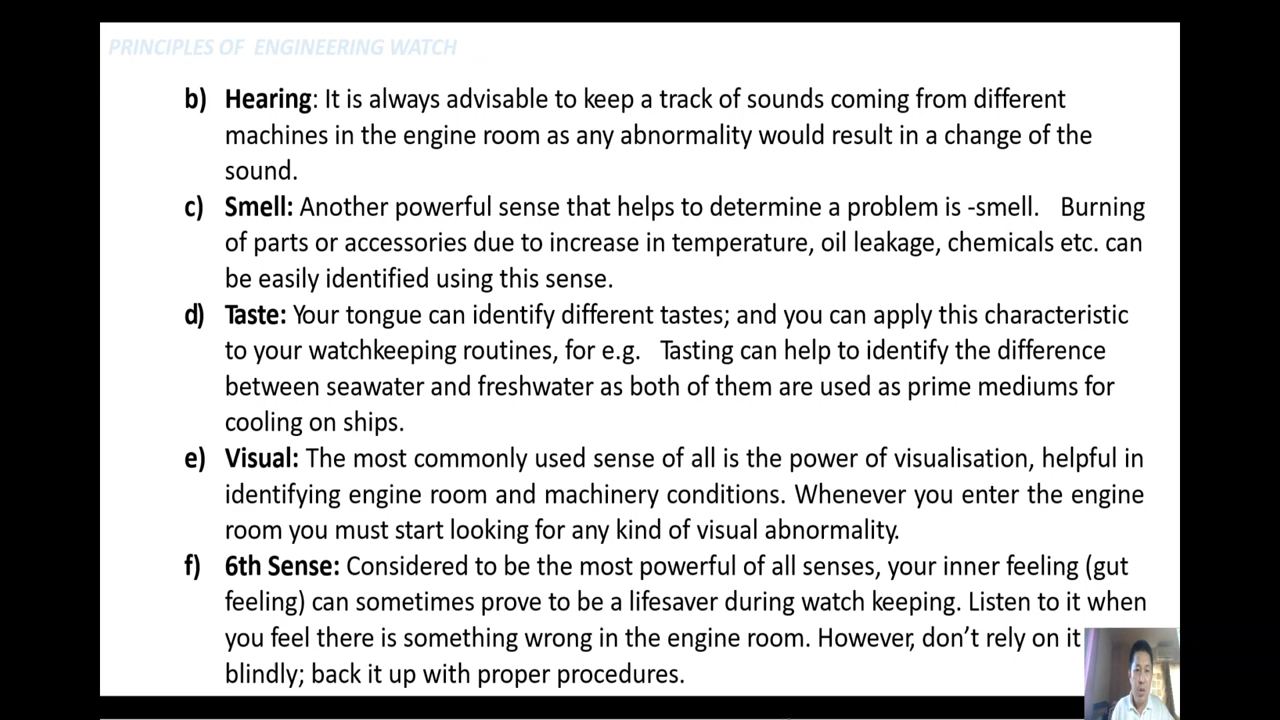 PRINCIPLES OF ENGINEERING WATCH
b) Hearing: It is always advisable to keep a track of sounds coming from different
machines in the engine room as any abnormality would result in a change of the
sound.
c) Smell: Another powerful sense that helps to determine a problem is -smell. Burning
of parts or accessories due to increase in temperature, oil leakage, chemicals etc. can
be easily identified using this sense.
d) Taste: Your tongue can identify different tastes; and you can apply this characteristic
to your watchkeeping routines, for e.g. Tasting can help to identify the difference
between seawater and freshwater as both of them are used as prime mediums for
cooling on ships.
e) Visual: The most commonly used sense of all is the power of visualisation, helpful in
identifying engine room and machinery conditions. Whenever you enter the engine
room you must start looking for any kind of visual abnormality.
f) 6th Sense: Considered to be the most powerful of all senses, your inner feeling (gut
feeling) can sometimes prove to be a lifesaver during watch keeping. Listen to it when
you feel there is something wrong in the engine room. However, don’t rely on it
blindly; back it up with proper procedures.